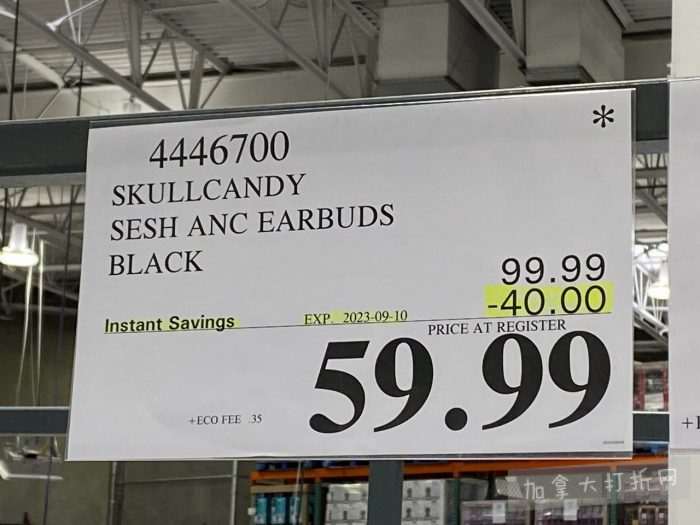 *
4446700
SKULLCANDY
SESH ANC EARBUDS
BLACK
99.99
-40.00
Instant Savings
EXP. 2023-09-10
PRICE AT REGISTER
59.99
+ECO FEE .35
加拿大打折网